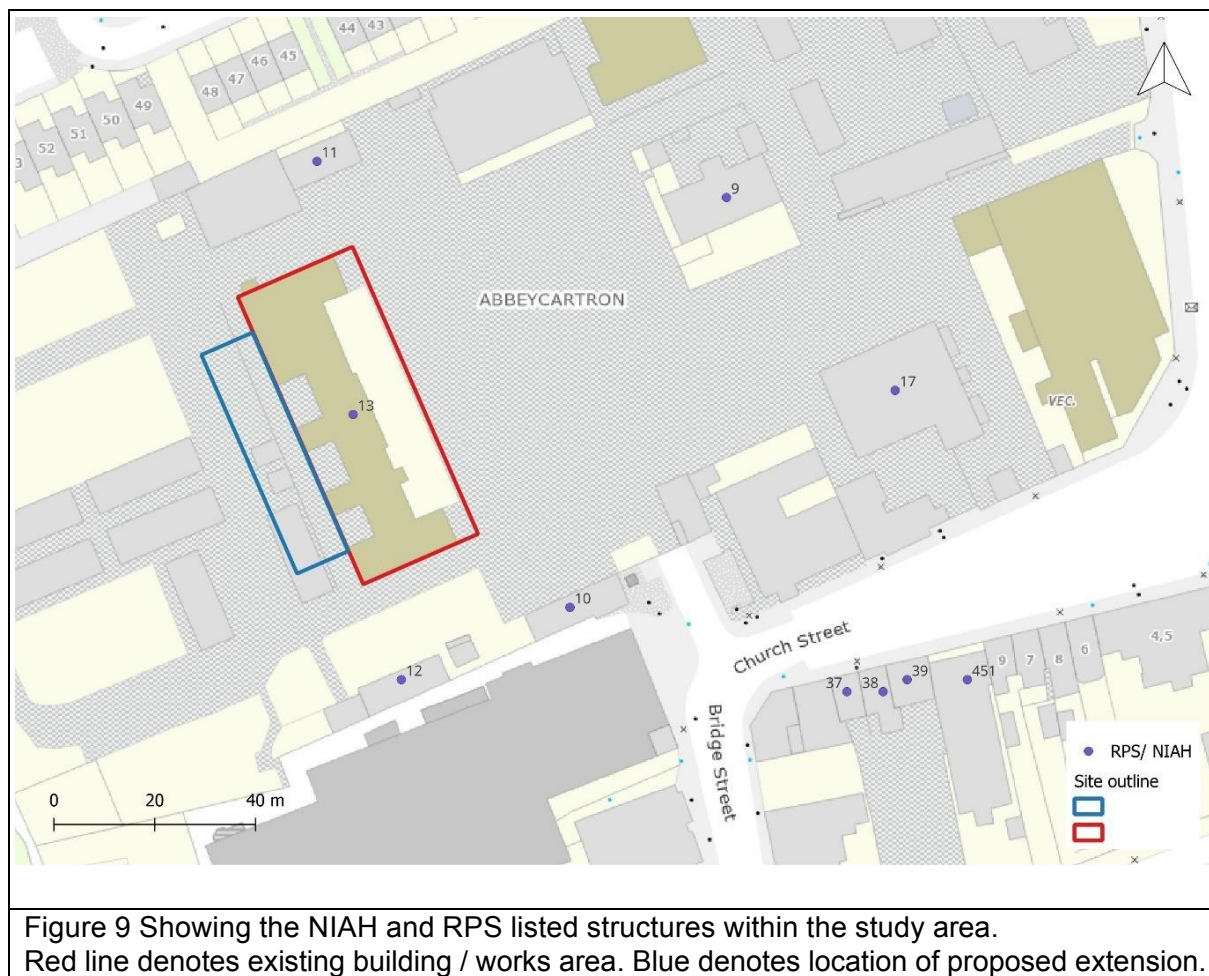 44 43
46 45
48 47
49
50
51
52
3
11
9
ABBEYCARTRON
17
13
VEC.
10
Church Street
12
37 38 39 451 9 7 8 6 4,5
Bridge Street
RPS/ NIAH
Site outline
0 20 40 m
Figure 9 Showing the NIAH and RPS listed structures within the study area.
Red line denotes existing building / works area. Blue denotes location of proposed extension.